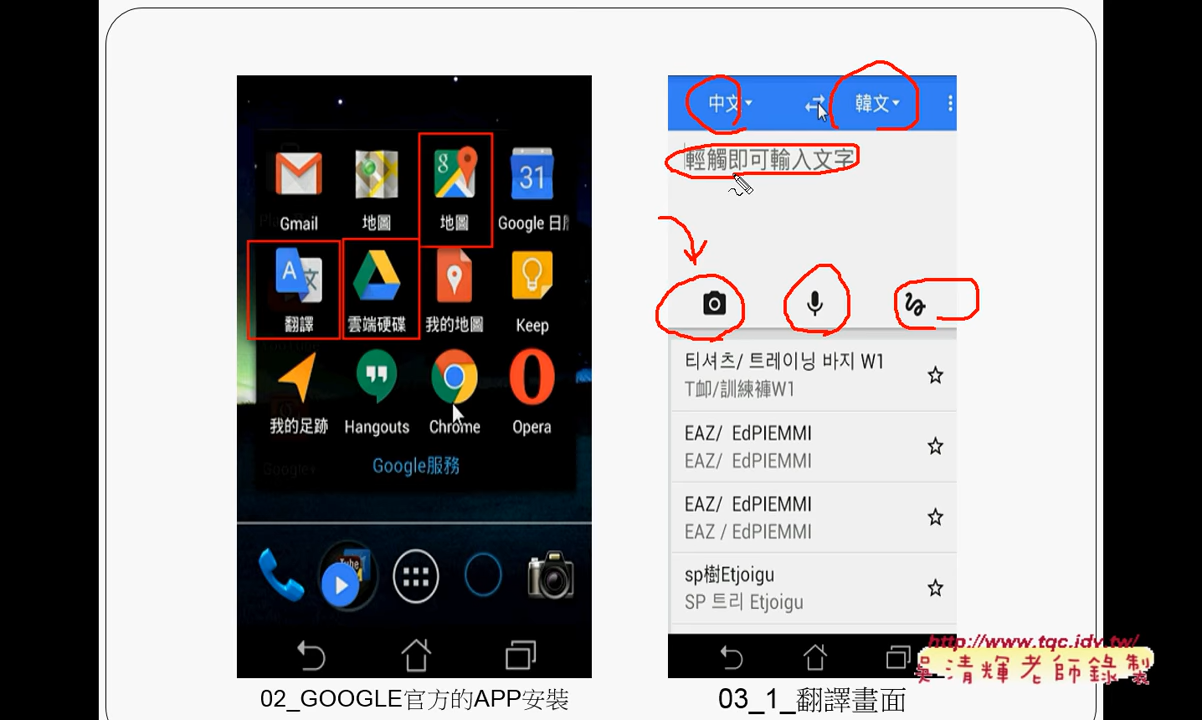 Gmail
地圖
地圖
Google 日
31
翻譯
雲端硬碟
我的地圖
Keep
我的足跡
Hangouts
Chrome
Opera
Google服務
02_GOOGLE官方的APP安裝
中文
韓文
輕觸即可輸入文字
티셔츠/ 트레이닝 바지 W1
T卹/訓練褲W1
EAZ/ EdPIEMMI
EAZ/ EdPIEMMI
EAZ/ EdPIEMMI
EAZ / EdPIEMMI
sp樹Etjoigu
SP 트리 Etjoigu
03_1_翻譯畫面
http://www.tqc.idv.tw/
吳清輝老師錄製